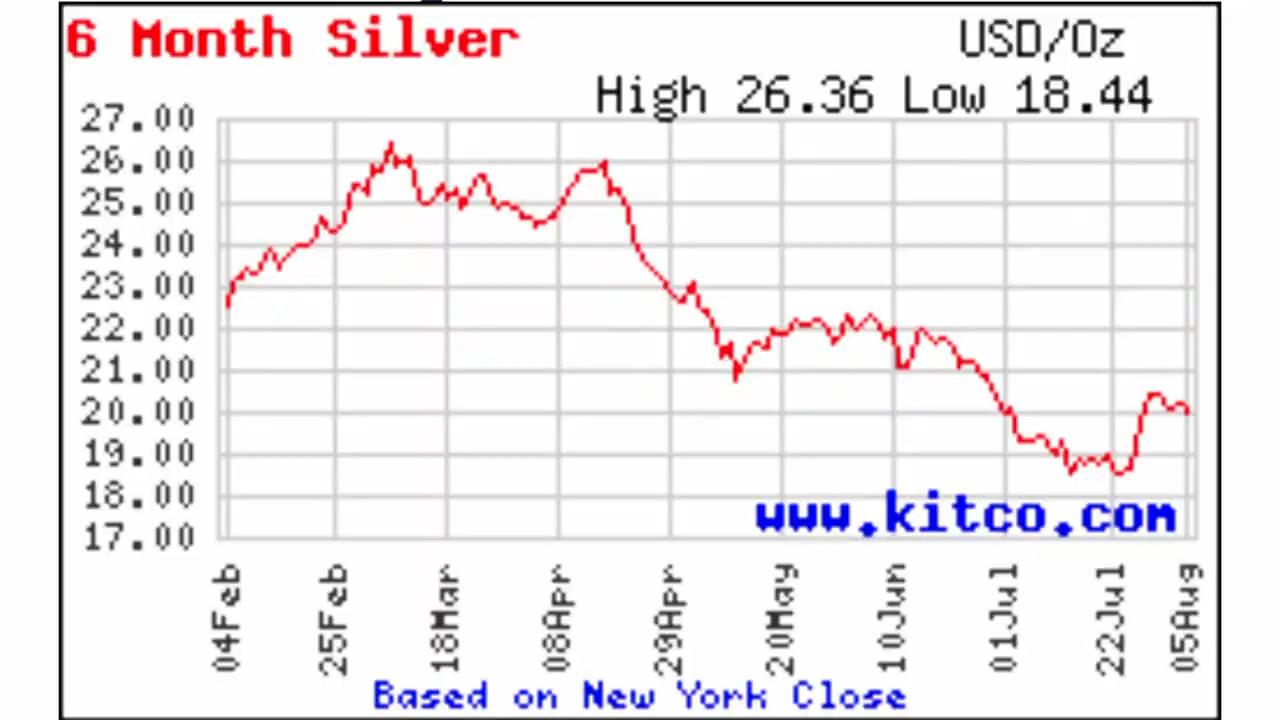 6 Month Silver USD/Oz
High 26.36 Low 18.44
27.00
26.00
25.00
24.00
23.00
22.00
21.00
20.00
19.00
18.00
17.00
www.kitco.com
04Feb
25Feb
18Mar
08Apr
29Apr
20May
10Jun
01Jul
22Jul
05Aug
Based on New York Close